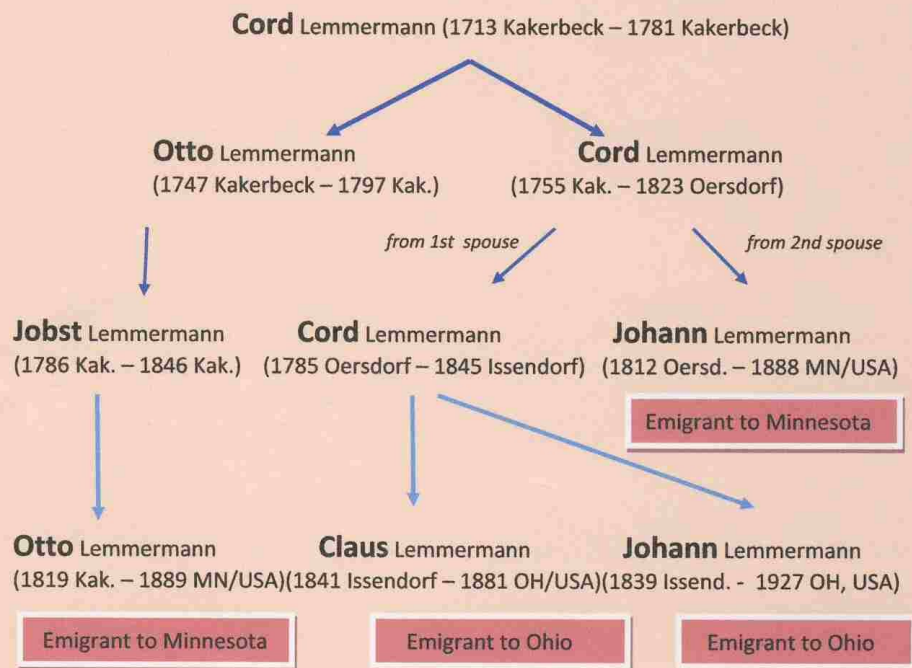 Cord Lemmermann (1713 Kakerbeck – 1781 Kakerbeck)
Otto Lemmermann
(1747 Kakerbeck – 1797 Kak.)
Cord Lemmermann
(1755 Kak. – 1823 Oersdorf)
from 1st spouse
from 2nd spouse
Jobst Lemmermann
(1786 Kak. – 1846 Kak.)
Cord Lemmermann
(1785 Oersdorf – 1845 Issendorf)
Johann Lemmermann
(1812 Oersd. – 1888 MN/USA)
Emigrant to Minnesota
Otto Lemmermann
(1819 Kak. – 1889 MN/USA)
Emigrant to Minnesota
Claus Lemmermann
(1841 Issendorf – 1881 OH/USA)
Emigrant to Ohio
Johann Lemmermann
(1839 Issend. - 1927 OH, USA)
Emigrant to Ohio